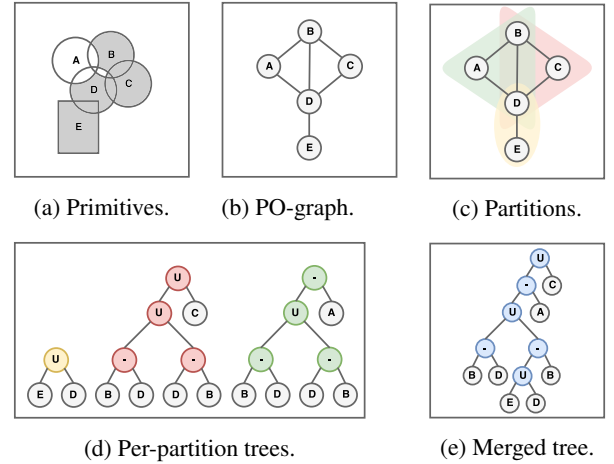 A B C D E
(a) Primitives.
B A C D E
(b) PO-graph.
B A C D E
(c) Partitions.
U - U
U C U A
U - - - -
E D B D D B B D D B
(d) Per-partition trees.
U
- C
U A
- -
B D U B
E D
(e) Merged tree.